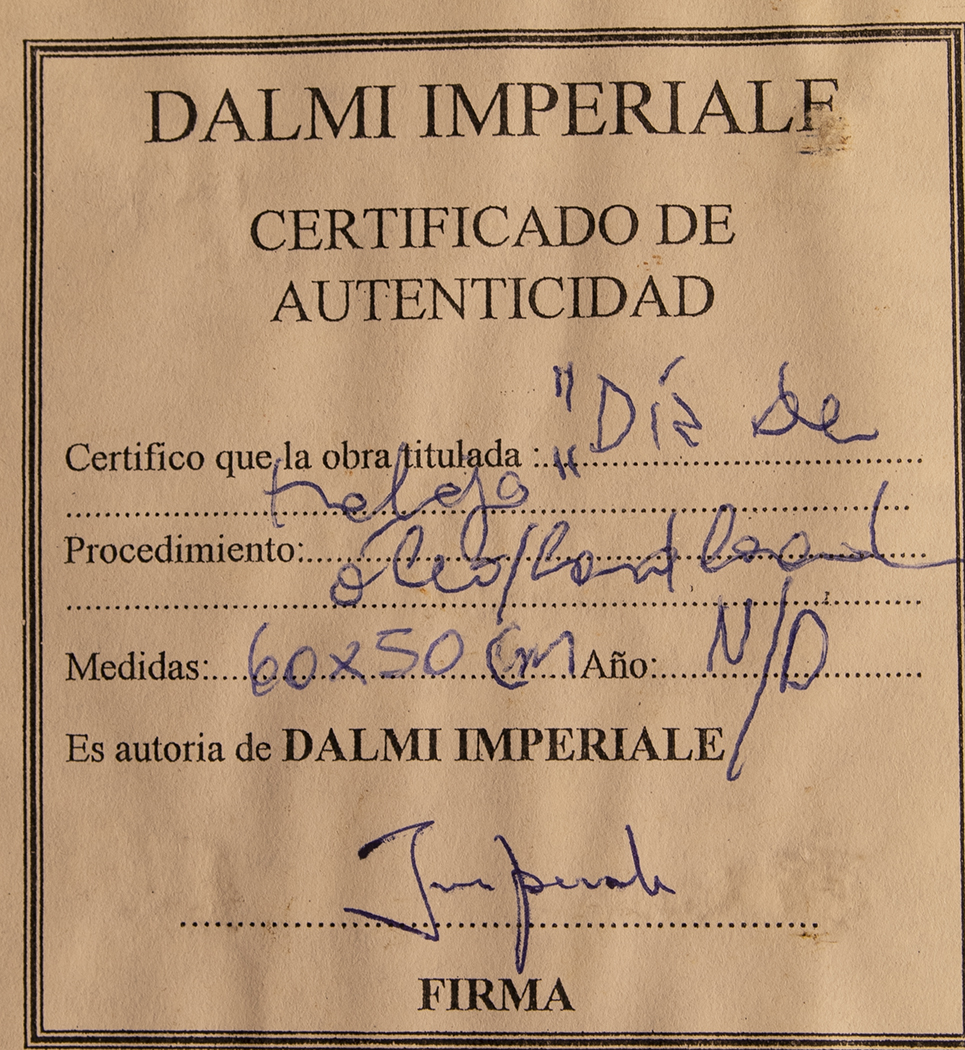 DALMI IMPERIALE
CERTIFICADO DE
AUTENTICIDAD
Certifico que la obra titulada :.."Día de
trabajo"
Procedimiento: óleo/
Medidas: 60x50 cm Año: N/D
Es autoria de DALMI IMPERIALE
Imperiale
FIRMA